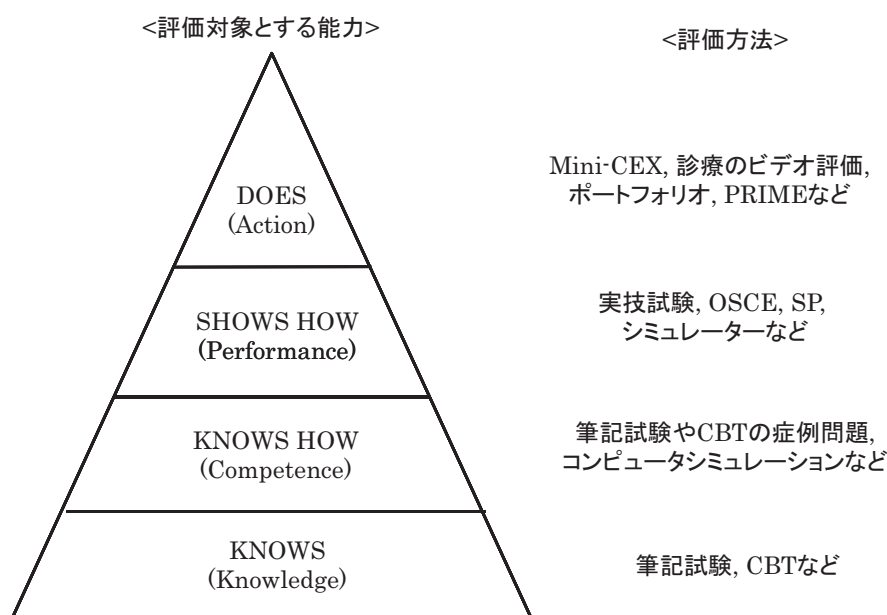 <評価対象とする能力>
<評価方法>
DOES
(Action)
Mini-CEX, 診療のビデオ評価,
ポートフォリオ, PRIMEなど
SHOWS HOW
(Performance)
実技試験, OSCE, SP,
シミュレーターなど
KNOWS HOW
(Competence)
筆記試験やCBTの症例問題,
コンピュータシミュレーションなど
KNOWS
(Knowledge)
筆記試験, CBTなど